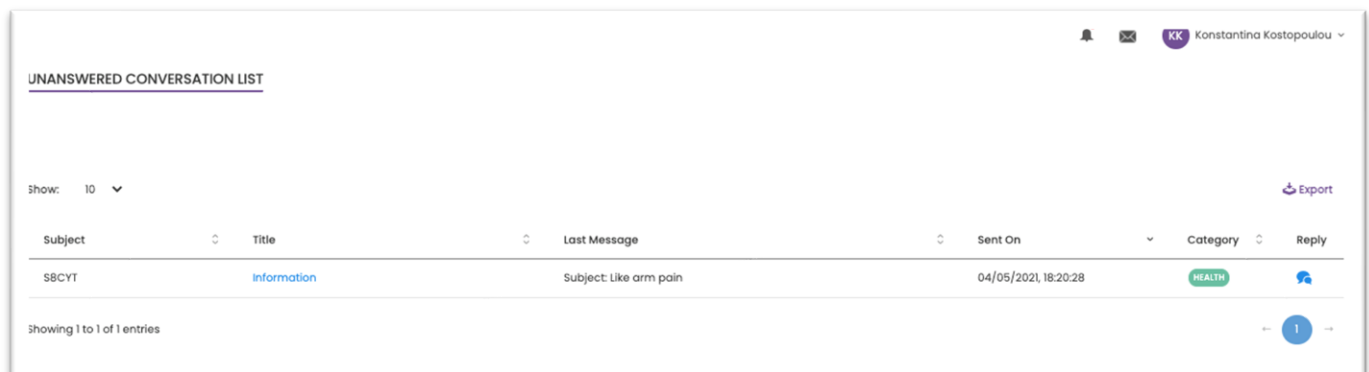 KK Konstantina Kostopoulou
UNANSWERED CONVERSATION LIST
Show: 10
Export
Subject Title Last Message Sent On Category Reply
S8CYT Information Subject: Like arm pain 04/05/2021, 18:20:28 HEALTH
Showing 1 to 1 of 1 entries
1